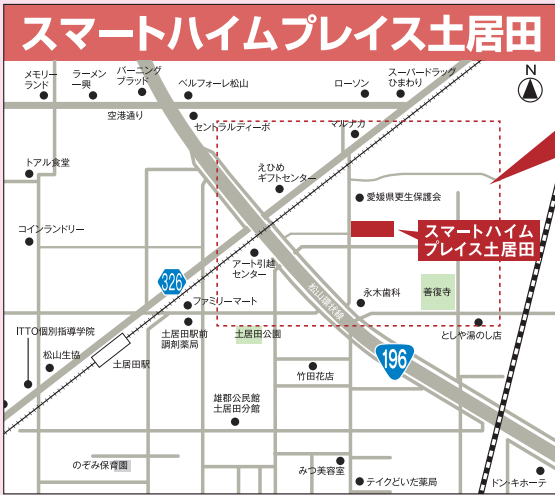 スマートハイムプレイス土居田
メモリー
ランド
ラーメン
一興
バーニング
ブラッド
ベルフォーレ松山
ローソン
スーパードラッグ
ひまわり
N
空港通り
セントラルディーボ
マルナカ
トアル食堂
えひめ
ギフトセンター
愛媛県更生保護会
コインランドリー
スマートハイム
プレイス土居田
アート引越
センター
326
松山環状線
永木歯科
善復寺
ファミリーマート
ITTO個別指導学院
土居田駅前
調剤薬局
土居田公園
としや湯のし店
松山生協
土居田駅
196
竹田花店
雄郡公民館
土居田分館
のぞみ保育園
みつ美容室
テイクどいだ薬局
ドン・キホーテ